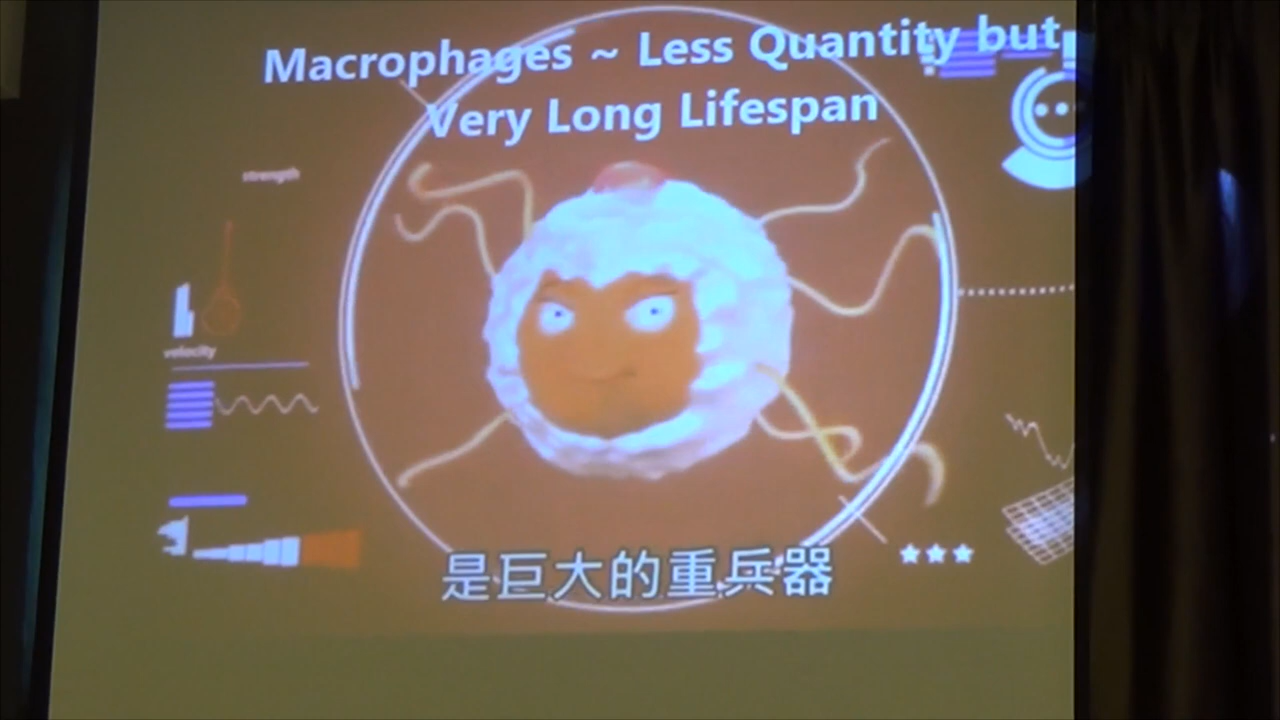 Macrophages ~ Less Quantity but
Very Long Lifespan
strength
velocity
是巨大的重兵器